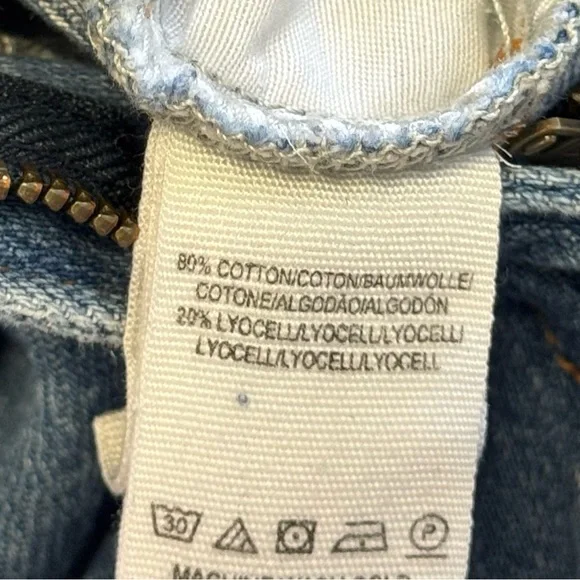 80% COTTON/COTON/BAUMWOLLE/
COTONE/ALGODÃO/ALGODÓN
20% LYOCELL/LYOCELL/LYOCELL/
LYOCELL/LYOCELL/LYOCELL
30 P